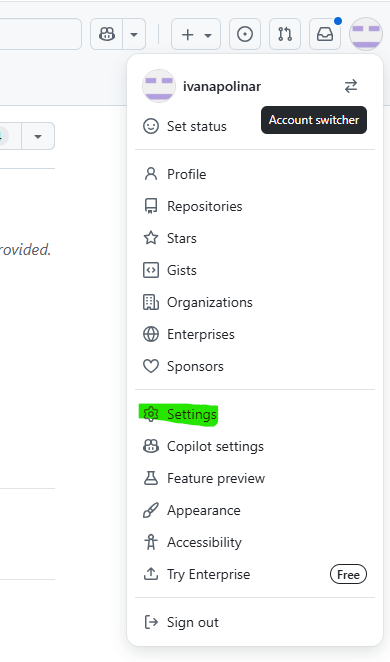 rovided.
ivanapolinar
Account switcher
Set status
Profile
Repositories
Stars
Gists
Organizations
Enterprises
Sponsors
Settings
Copilot settings
Feature preview
Appearance
Accessibility
Try Enterprise Free
Sign out